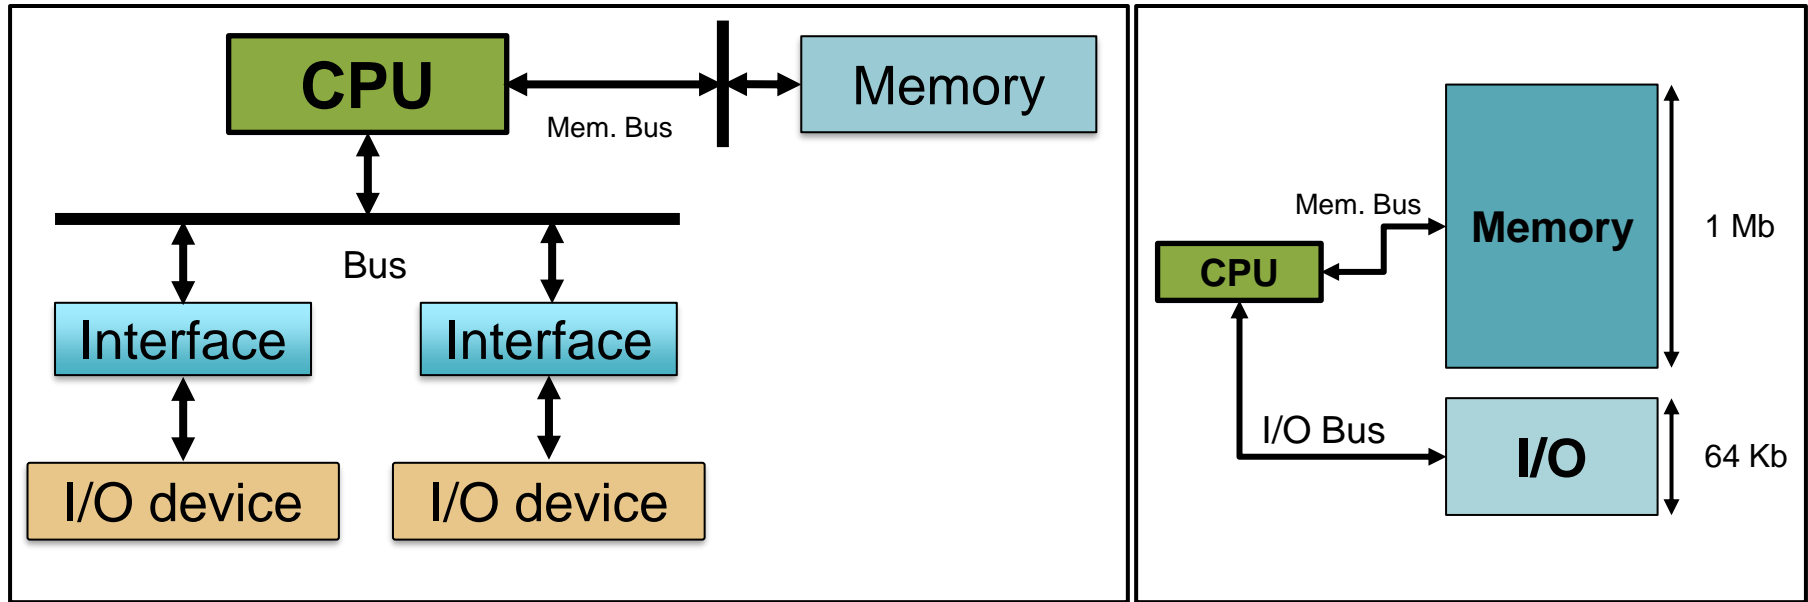 CPU
Mem. Bus
Memory
Bus
Interface
Interface
I/O device
I/O device
Mem. Bus
Memory
1 Mb
CPU
I/O Bus
I/O
64 Kb